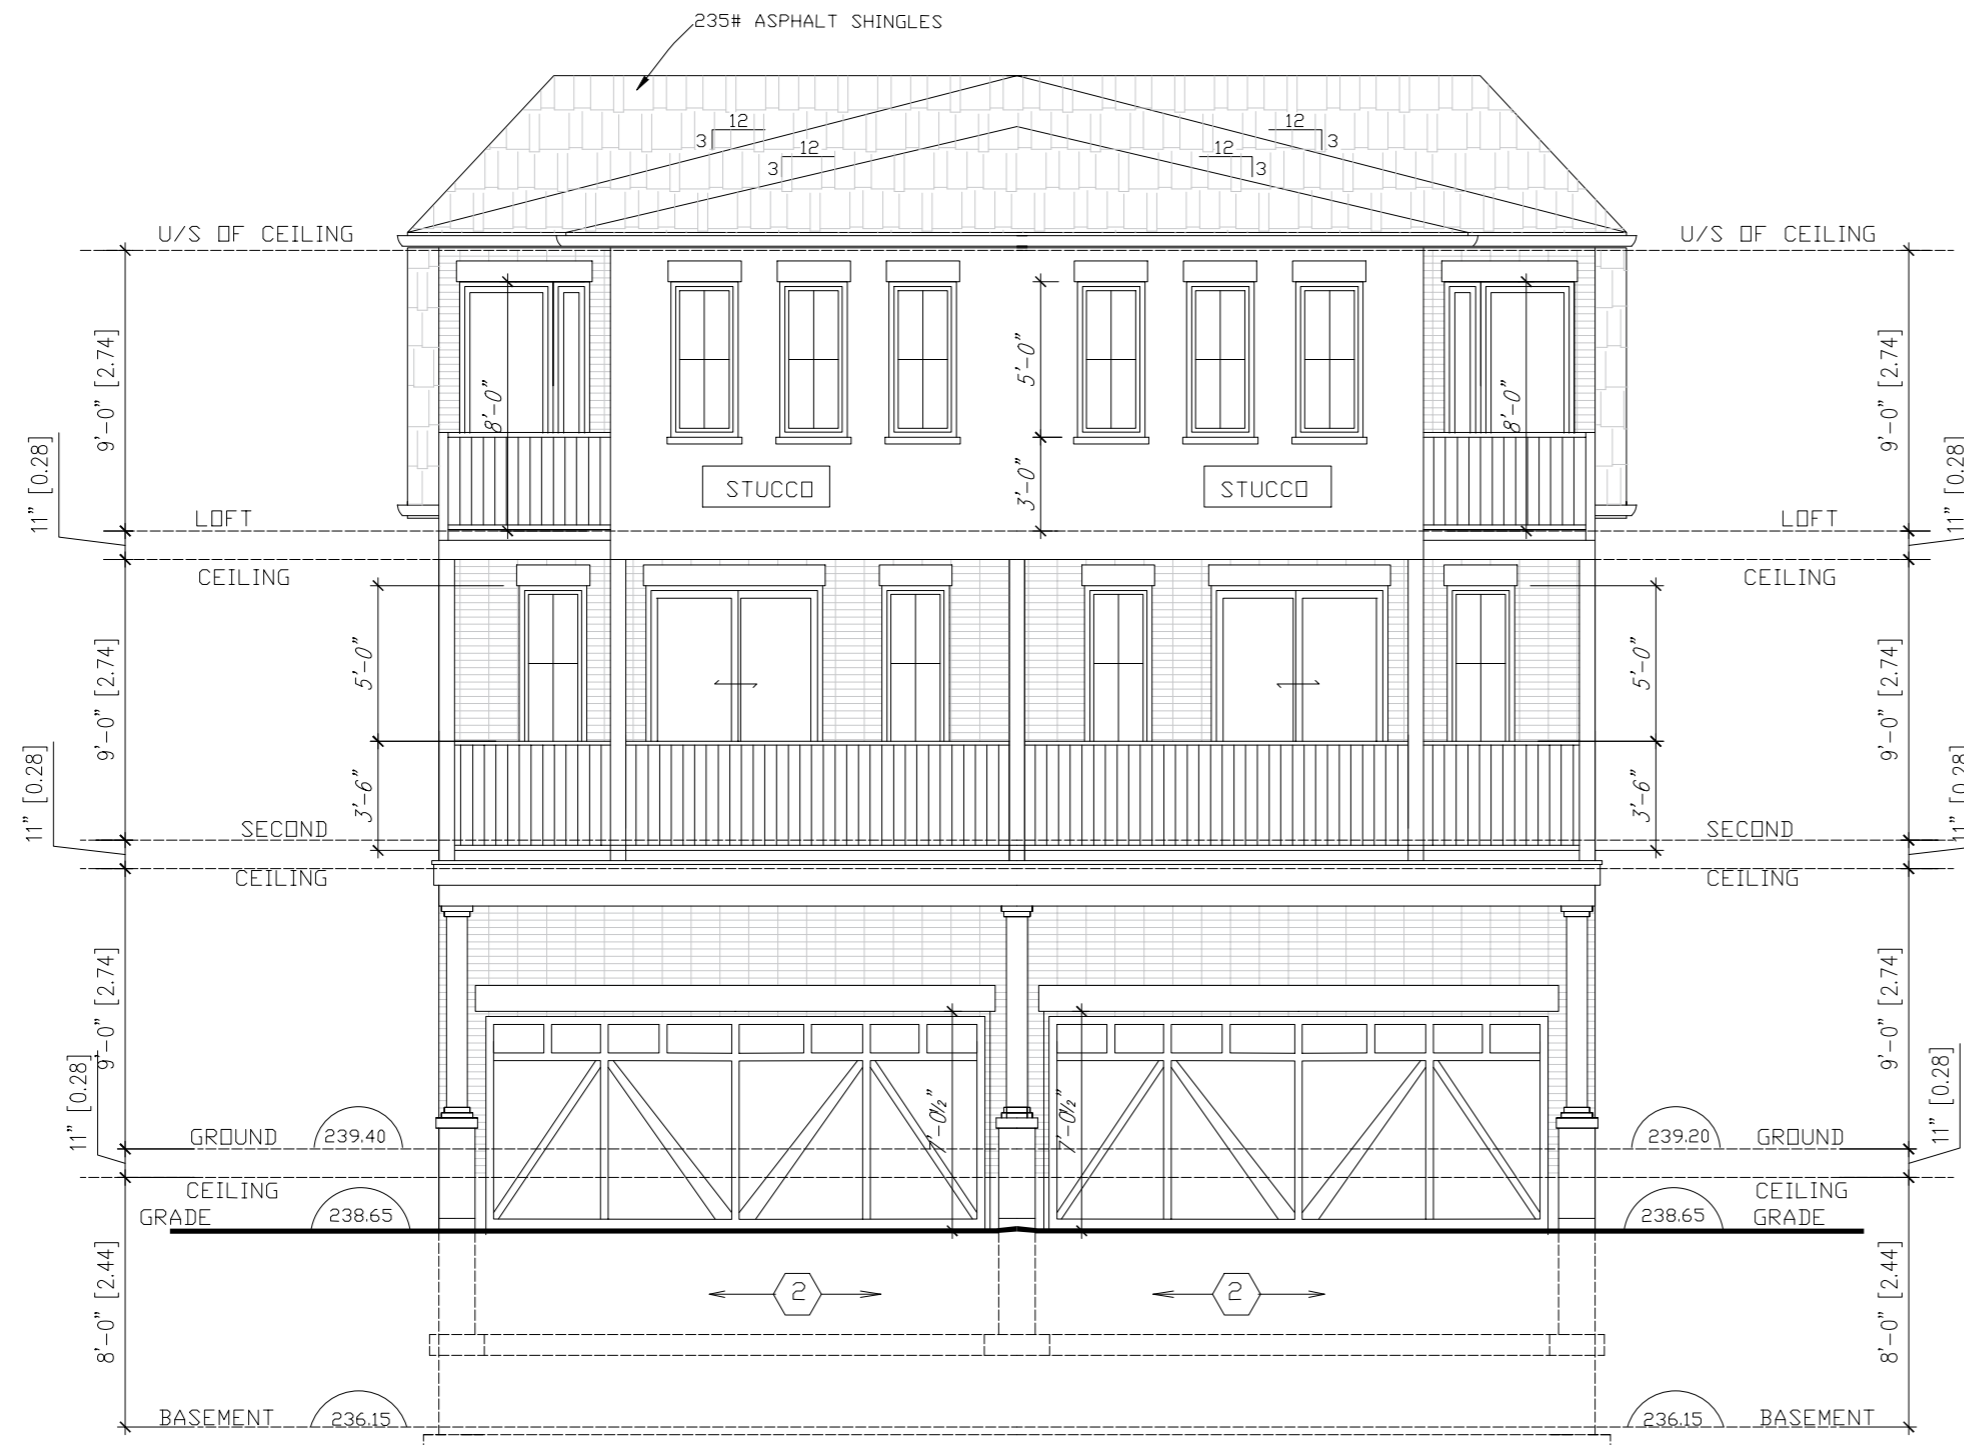 235# ASPHALT SHINGLES
12
3
12
3
12
3
12
3
U/S OF CEILING
U/S OF CEILING
9'-0" [2.74]
8'-0"
5'-0"
8'-0"
9'-0" [2.74]
11" [0.28]
3'-0"
11" [0.28]
STUCCO
STUCCO
LOFT
LOFT
CEILING
CEILING
9'-0" [2.74]
5'-0"
5'-0"
9'-0" [2.74]
11" [0.28]
3'-6"
3'-6"
11" [0.28]
SECOND
SECOND
CEILING
CEILING
9'-0" [2.74]
9'-0" [2.74]
11" [0.28]
7'-0½"
7'-0½"
11" [0.28]
GROUND
239.40
239.20
GROUND
CEILING
CEILING
GRADE
238.65
238.65
GRADE
8'-0" [2.44]
2
2
8'-0" [2.44]
BASEMENT
236.15
236.15
BASEMENT